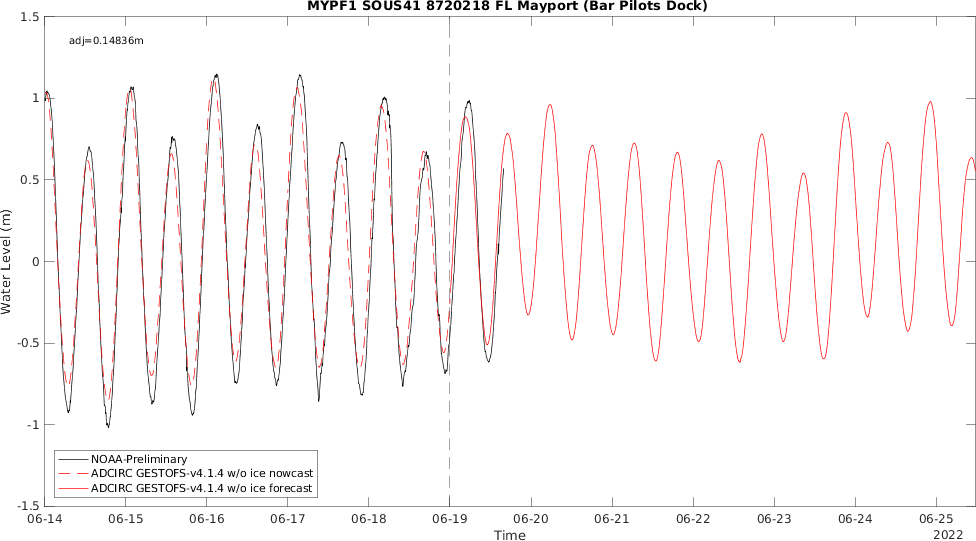 MYPF1 SOUS41 8720218 FL Mayport (Bar Pilots Dock)
adj=0.14836m
1.5
1
0.5
0
-0.5
-1
-1.5
Water Level (m)
NOAA-Preliminary
ADCIRC GESTOFS-v4.1.4 w/o ice nowcast
ADCIRC GESTOFS-v4.1.4 w/o ice forecast
06-14 06-15 06-16 06-17 06-18 06-19 06-20 06-21 06-22 06-23 06-24 06-25
Time
2022